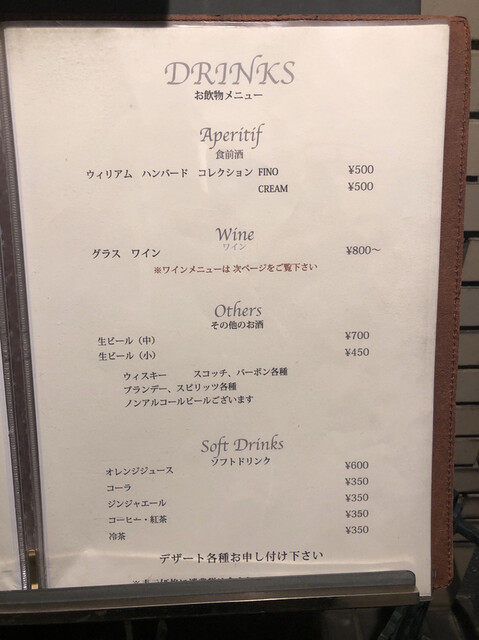 DRINKS
お飲物メニュー
Aperitif
食前酒
ウィリアム ハンバード コレクション FINO ¥500
CREAM ¥500
Wine
ワイン
グラス ワイン ¥800～
※ワインメニューは 次ページをご覧下さい
Others
その他のお酒
生ビール（中） ¥700
生ビール（小） ¥450
ウィスキー スコッチ、バーボン各種
ブランデー、スピリッツ各種
ノンアルコールビールございます
Soft Drinks
ソフトドリンク
オレンジジュース ¥600
コーラ ¥350
ジンジャエール ¥350
コーヒー・紅茶 ¥350
冷茶 ¥350
デザート各種お申し付け下さい